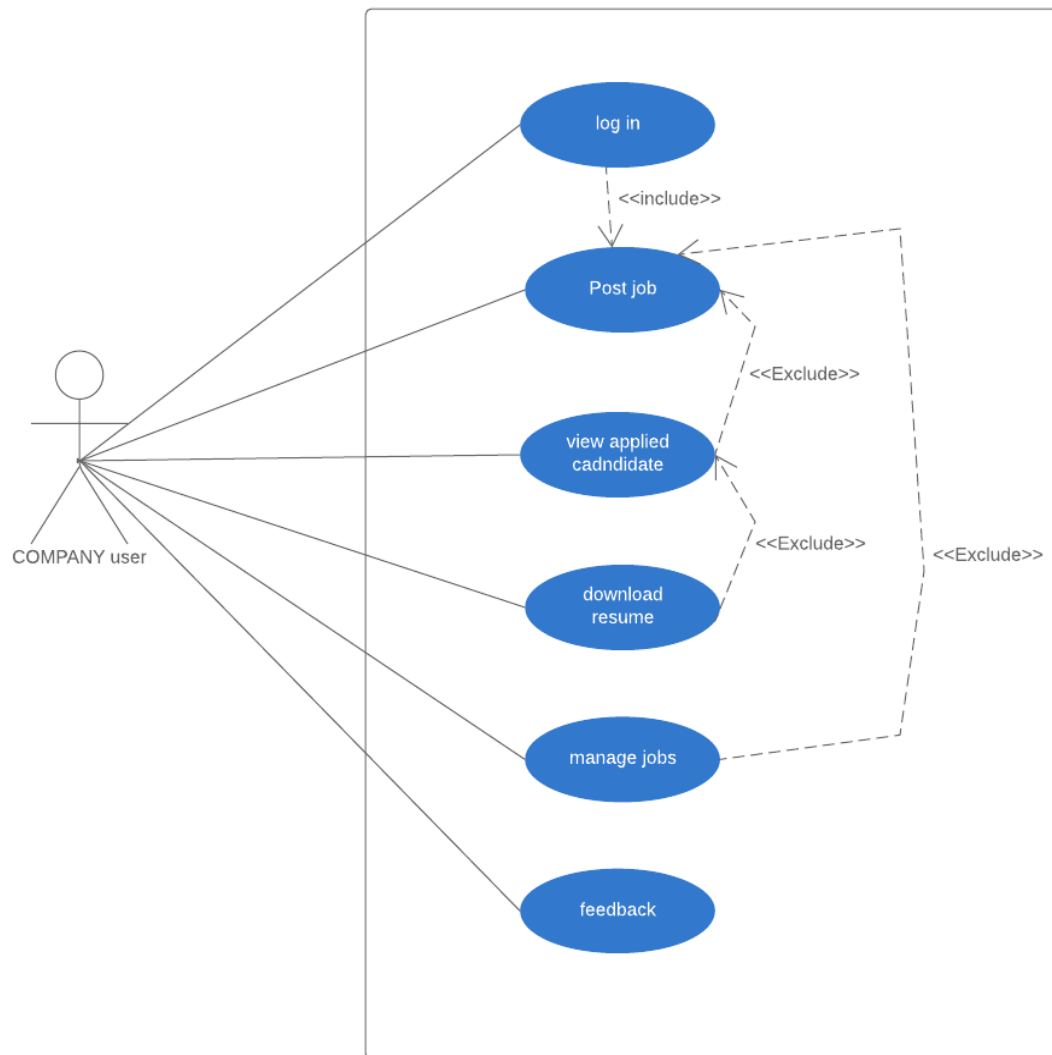 log in
<<include>>
Post job
<<Exclude>>
view applied
cadndidate
<<Exclude>>
<<Exclude>>
COMPANY user
download
resume
manage jobs
feedback